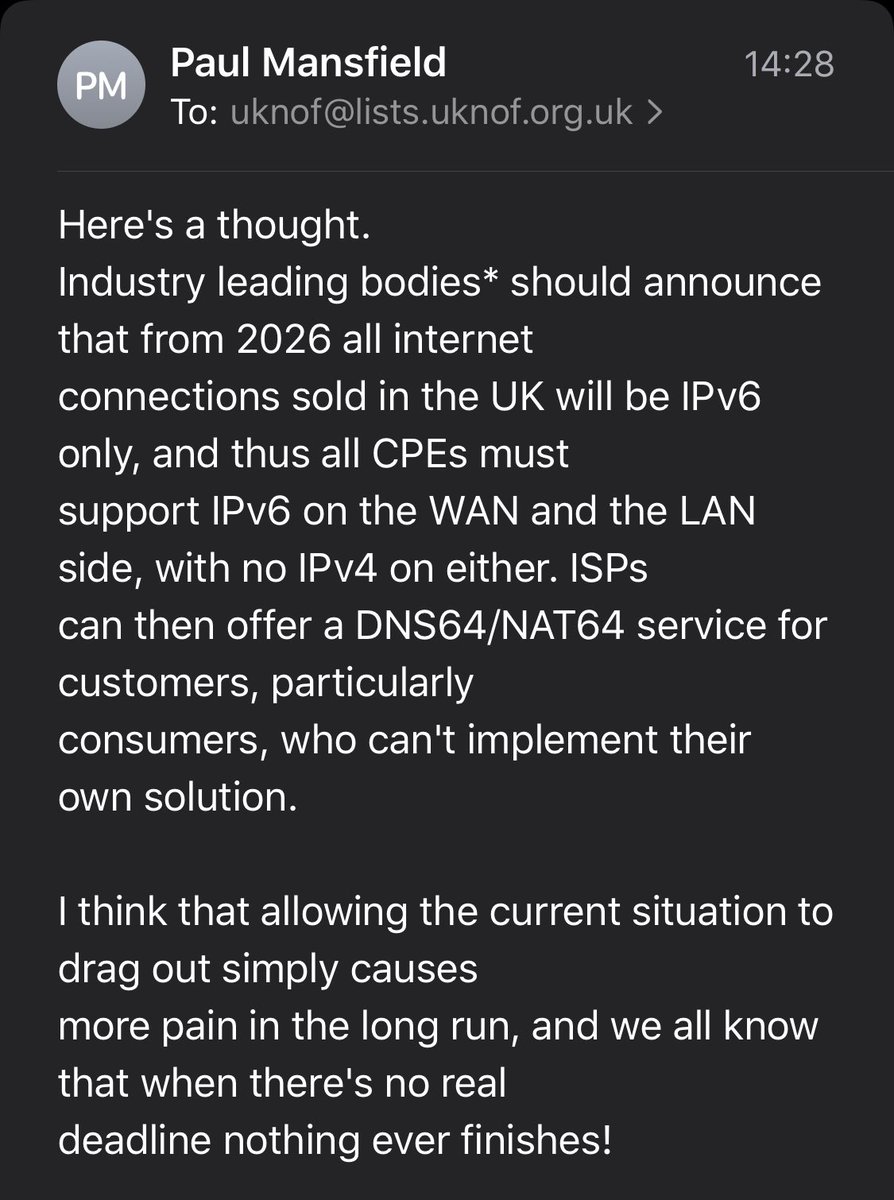 PM
Paul Mansfield
14:28
To: uknof@lists.uknof.org.uk >
Here's a thought.
Industry leading bodies* should announce
that from 2026 all internet
connections sold in the UK will be IPv6
only, and thus all CPEs must
support IPv6 on the WAN and the LAN
side, with no IPv4 on either. ISPs
can then offer a DNS64/NAT64 service for
customers, particularly
consumers, who can't implement their
own solution.
I think that allowing the current situation to
drag out simply causes
more pain in the long run, and we all know
that when there's no real
deadline nothing ever finishes!